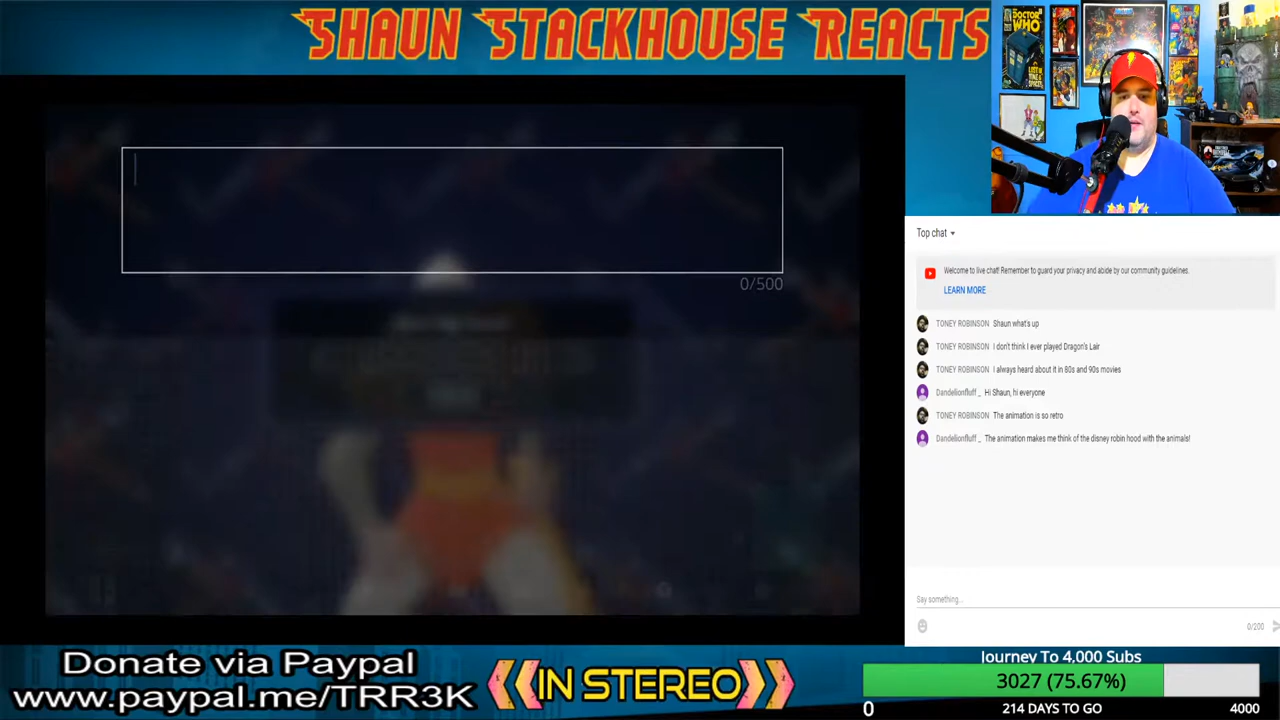 SHAUN STACKHOUSE REACTS
DOCTOR WHO
0/500
Top chat
Welcome to live chat! Remember to guard your privacy and abide by our community guidelines.
LEARN MORE
TONEY ROBINSON Shaun what's up
TONEY ROBINSON I don't think I ever played Dragon's Lair
TONEY ROBINSON I always heard about it in 80s and 90s movies
Dandelionfluff_ Hi Shaun, hi everyone
TONEY ROBINSON The animation is so retro
Dandelionfluff_ The animation makes me think of the disney robin hood with the animals!
Say something...
0/200
Donate via Paypal
www.paypal.me/TRR3K
IN STEREO
Journey To 4,000 Subs
3027 (75.67%)
0
214 DAYS TO GO
4000